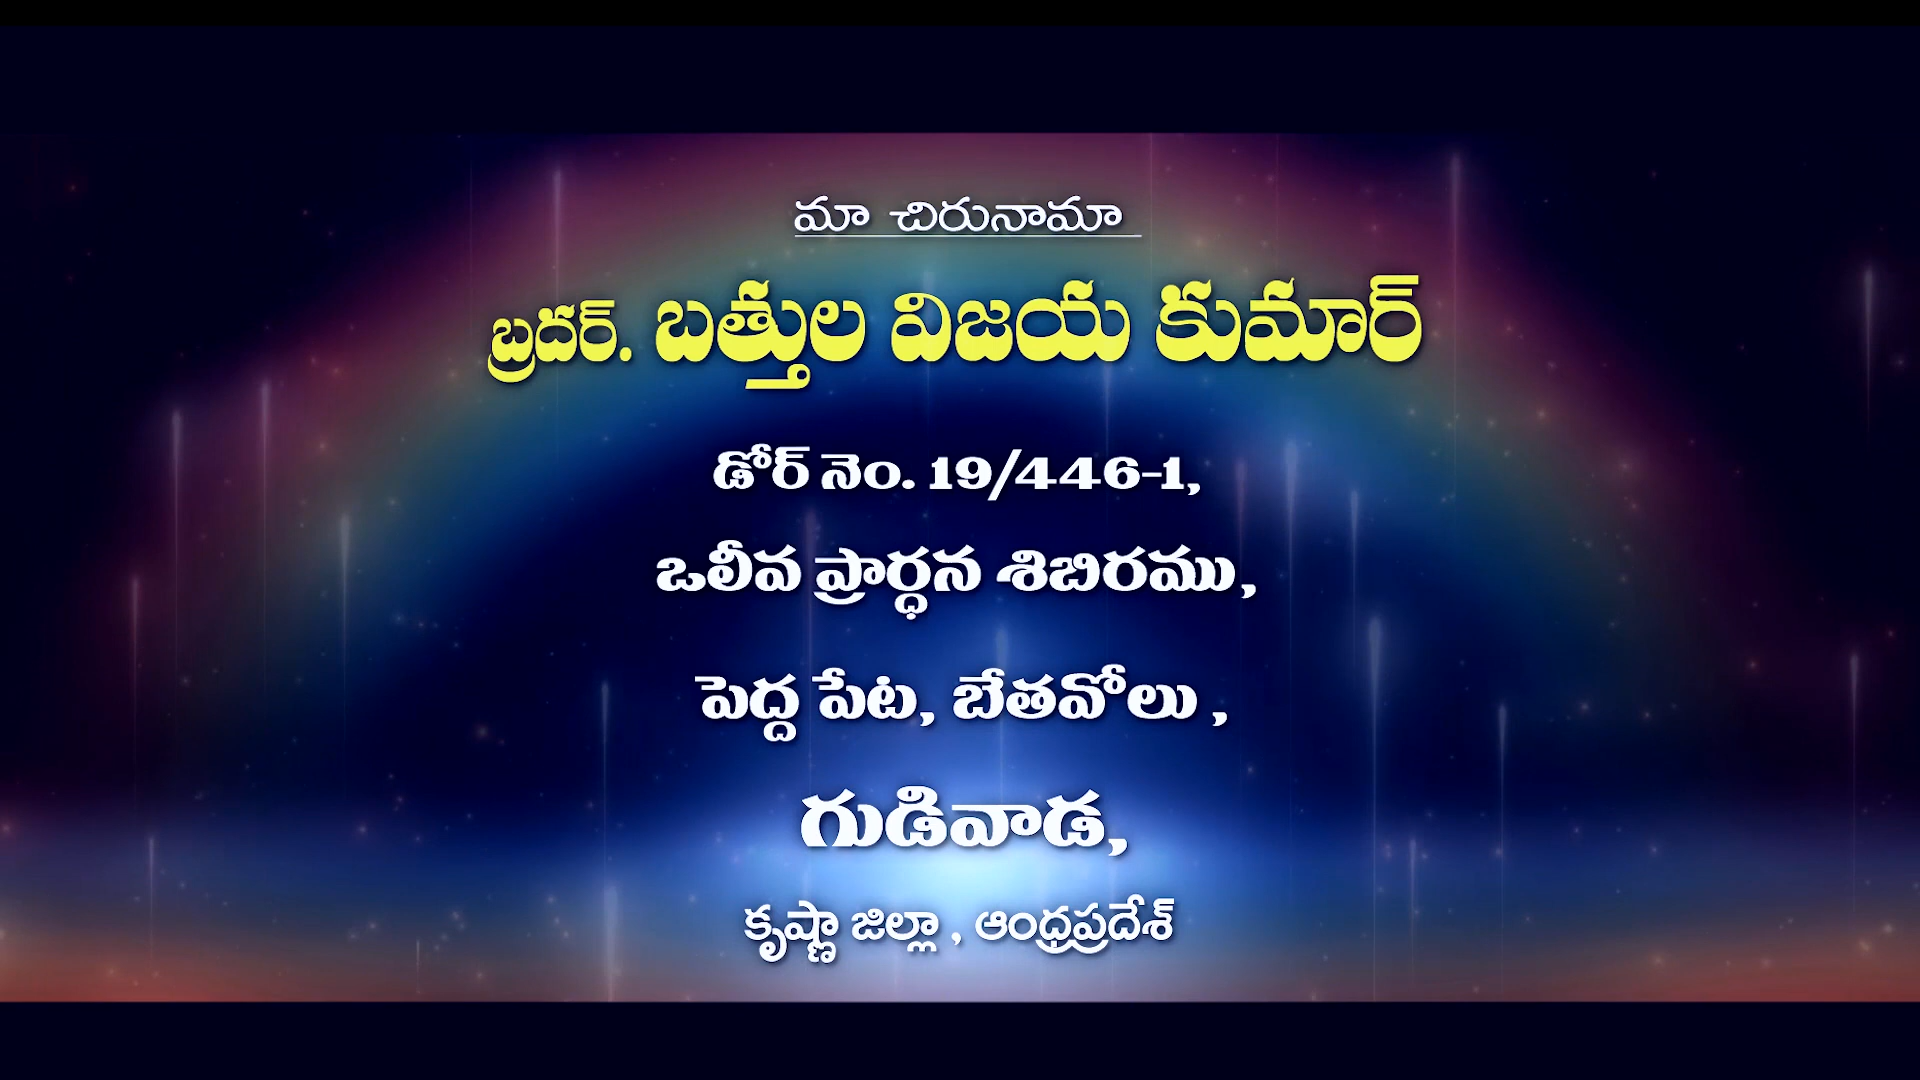 మా చిరునామా
బ్రదర్. బత్తుల విజయ కుమార్
డోర్ నెం. 19/446-1,
ఒలీవ ప్రార్ధన శిబిరము,
పెద్ద పేట, బేతవోలు ,
గుడివాడ,
కృష్ణా జిల్లా , ఆంధ్రప్రదేశ్